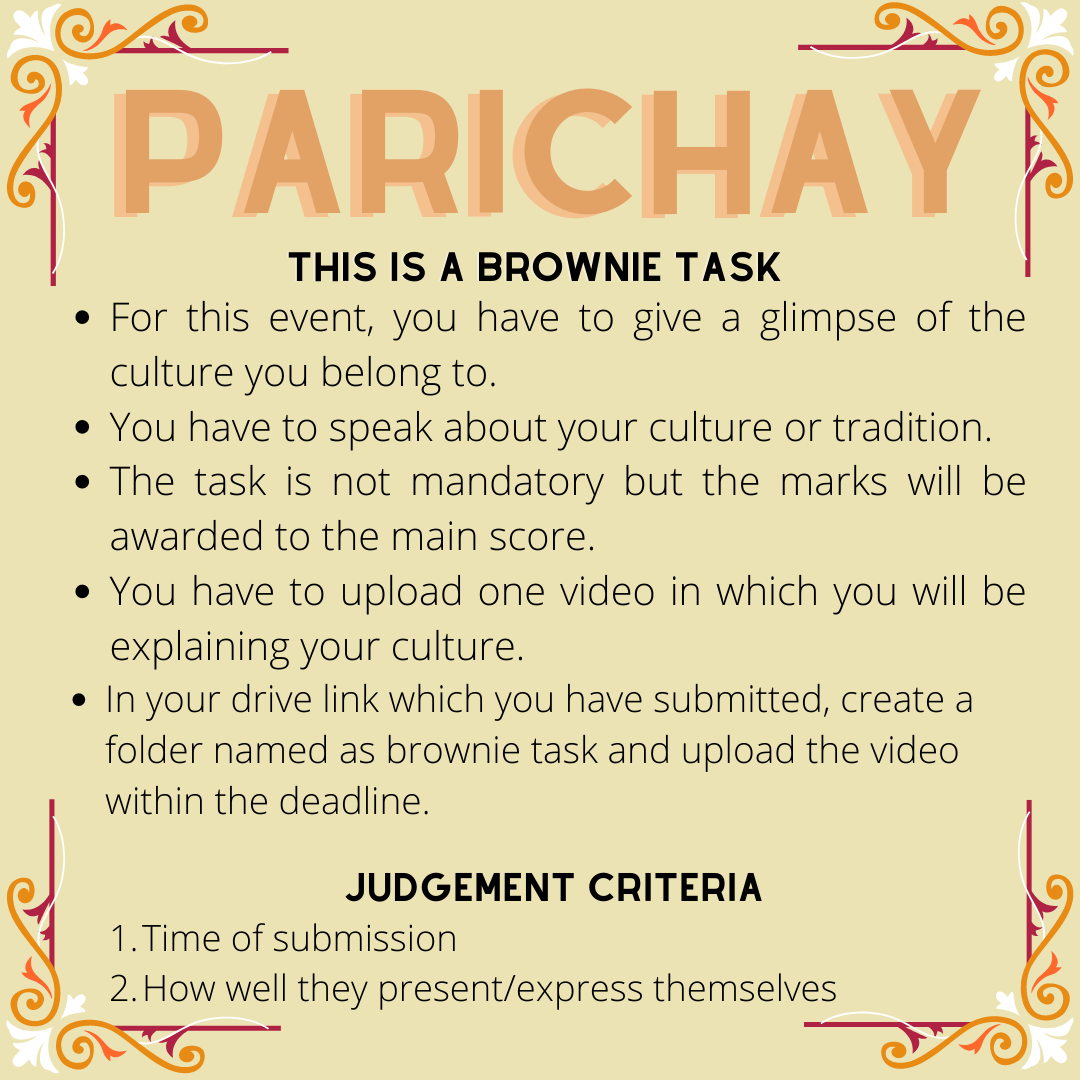 PARICHAY
THIS IS A BROWNIE TASK
• For this event, you have to give a glimpse of the
culture you belong to.
• You have to speak about your culture or tradition.
• The task is not mandatory but the marks will be
awarded to the main score.
• You have to upload one video in which you will be
explaining your culture.
• In your drive link which you have submitted, create a
folder named as brownie task and upload the video
within the deadline.
JUDGEMENT CRITERIA
1. Time of submission
2. How well they present/express themselves